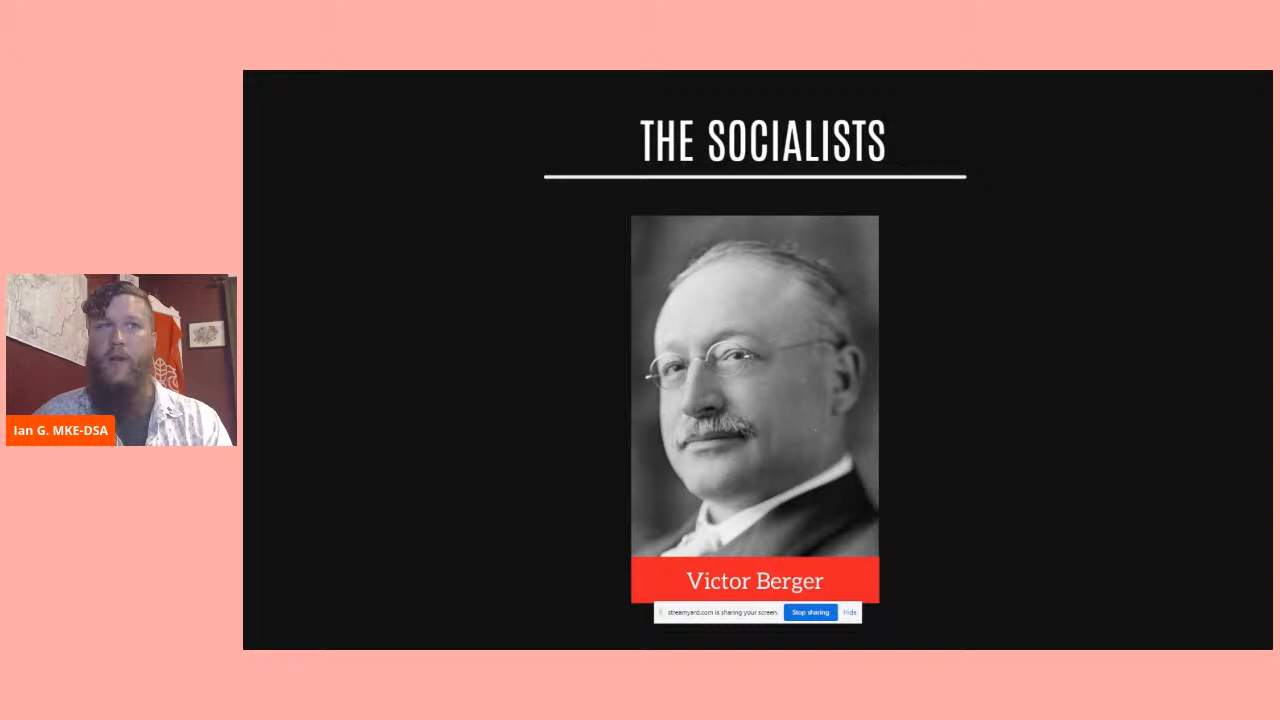 THE SOCIALISTS
Ian G. MKE-DSA
Victor Berger
streamyard.com is sharing your screen.
Stop sharing
Hide